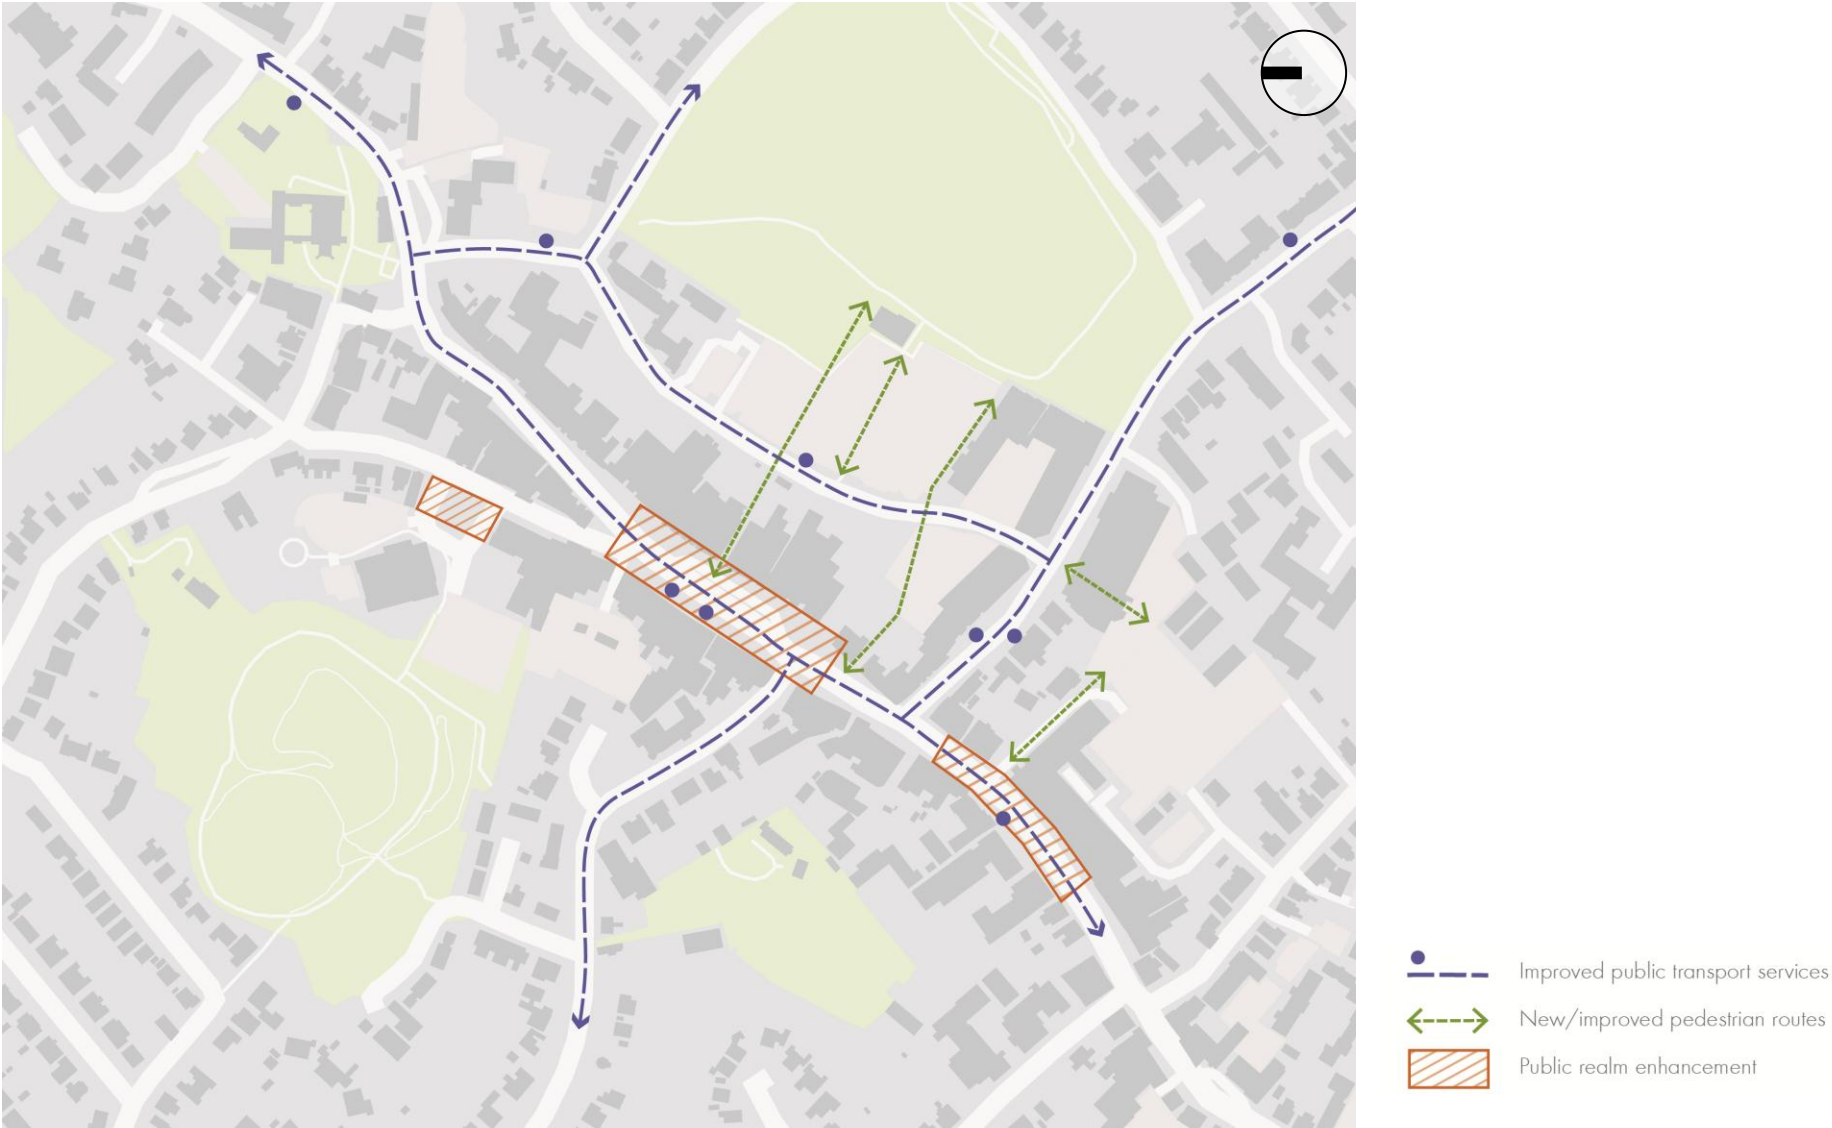 Improved public transport services
New/improved pedestrian routes
Public realm enhancement